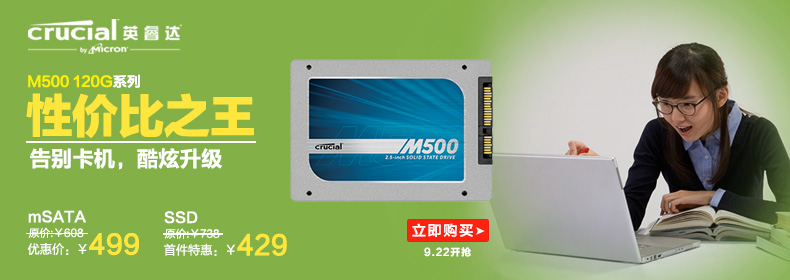 crucial 英睿达
by Micron
M500 120G系列
性价比之王
告别卡机，酷炫升级
mSATA
原价:￥608
优惠价：￥499
SSD
原价:￥738
首件特惠：￥429
crucial M500
2.5-inch SOLID STATE DRIVE
立即购买
9.22开抢